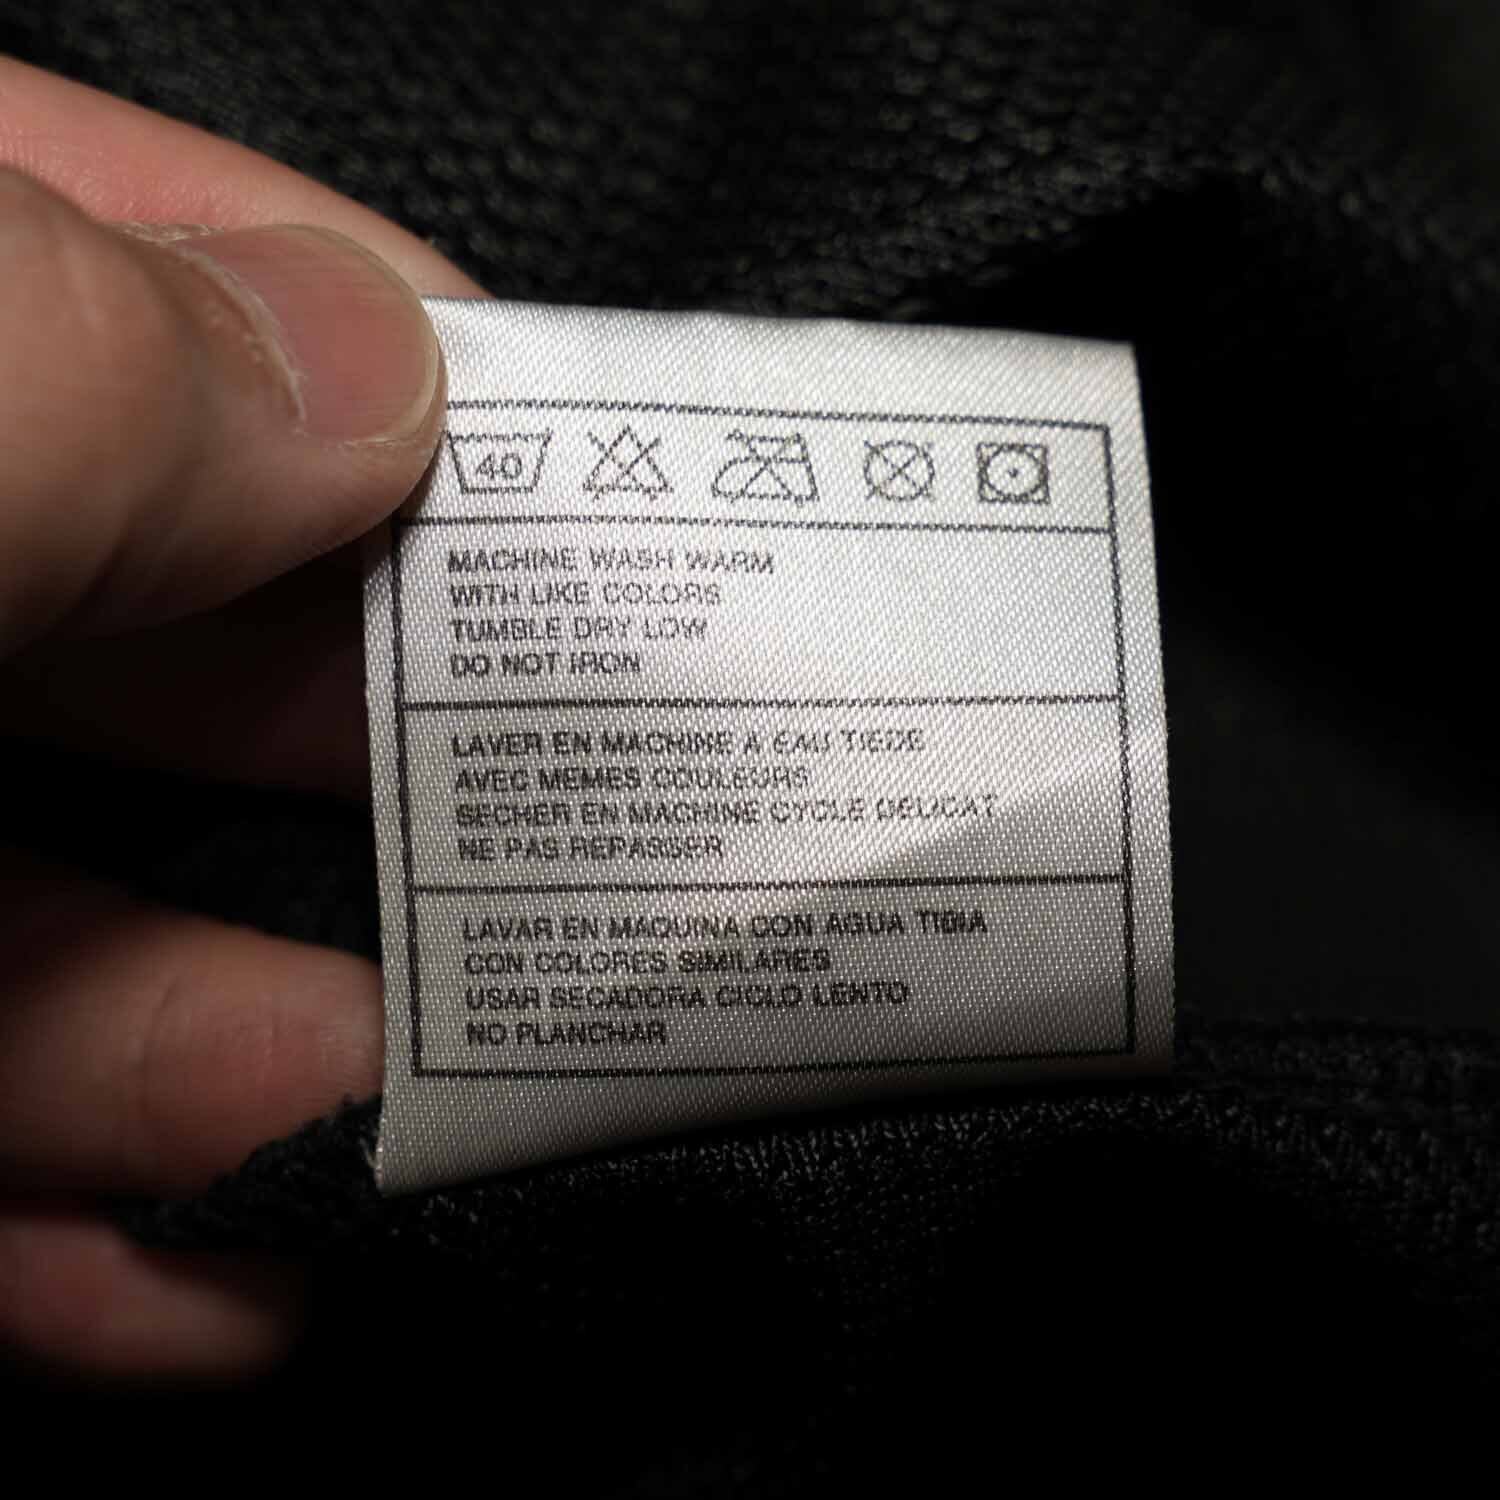 40
MACHINE WASH WARM
WITH LIKE COLORS
TUMBLE DRY LOW
DO NOT IRON
LAVER EN MACHINE A EAU TIEDE
AVEC MEMES COULEURS
SECHER EN MACHINE CYCLE DELICAT
NE PAS REPASSER
LAVAR EN MAQUINA CON AGUA TIBIA
CON COLORES SIMILARES
USAR SECADORA CICLO LENTO
NO PLANCHAR